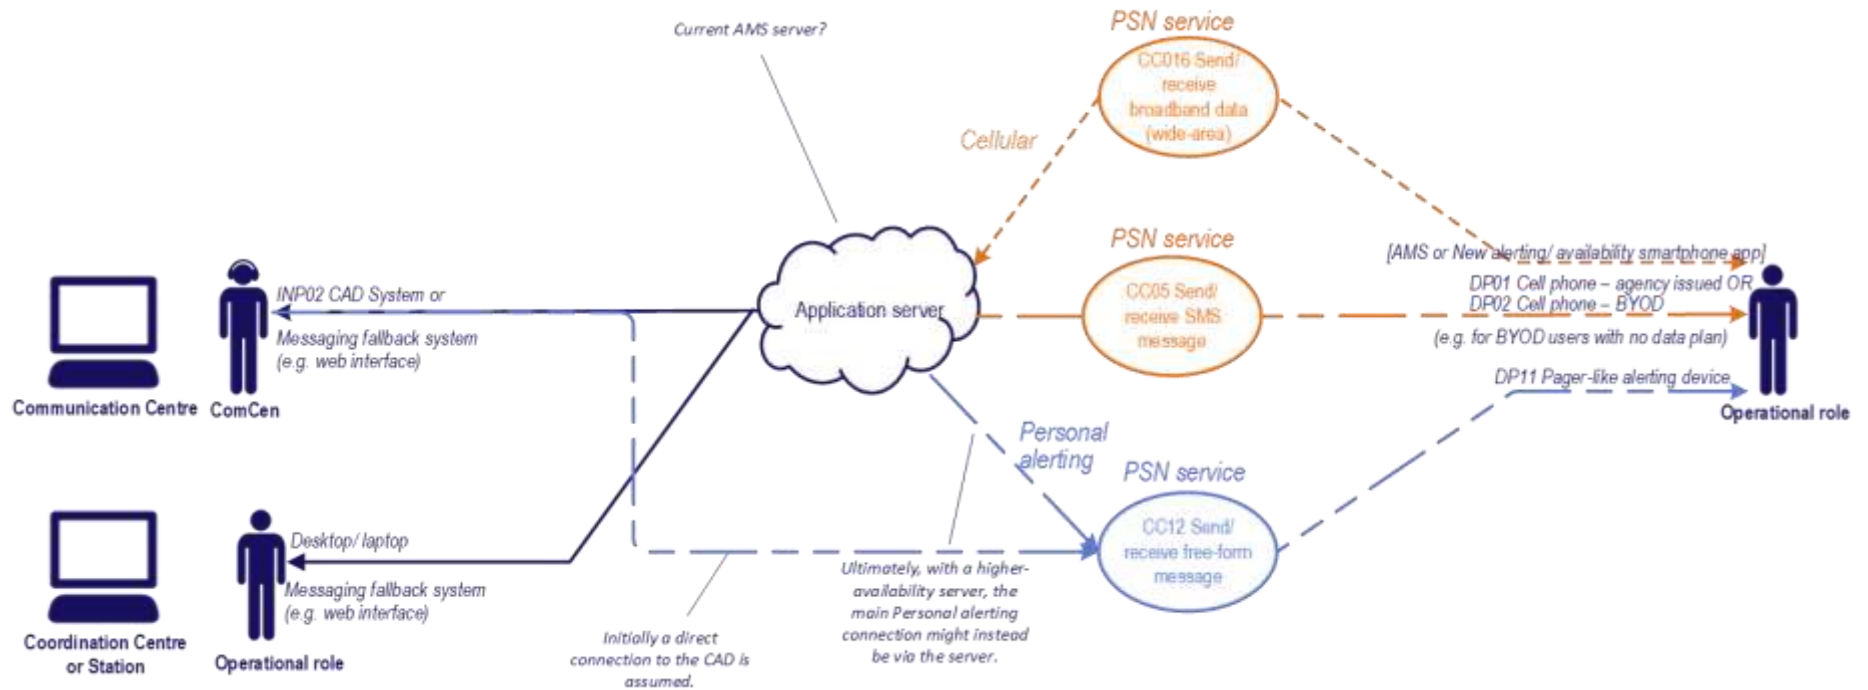 Current AMS server?
PSN service
CC016 Send/
receive
broadband data
(wide-area)
Cellular
PSN service
CC05 Send/
receive SMS
message
[AMS or New alerting/ availability smartphone app]
DP01 Cell phone – agency issued OR
DP02 Cell phone – BYOD
(e.g. for BYOD users with no data plan)
DP11 Pager-like alerting device
Operational role
Application server
INP02 CAD System or
Messaging fallback system
(e.g. web interface)
Communication Centre
ComCen
Personal
alerting
PSN service
CC12 Send/
receive free-form
message
Desktop/ laptop
Messaging fallback system
(e.g. web interface)
Coordination Centre
or Station
Operational role
Initially a direct
connection to the CAD is
assumed.
Ultimately, with a higher-
availability server, the
main Personal alerting
connection might instead
be via the server.